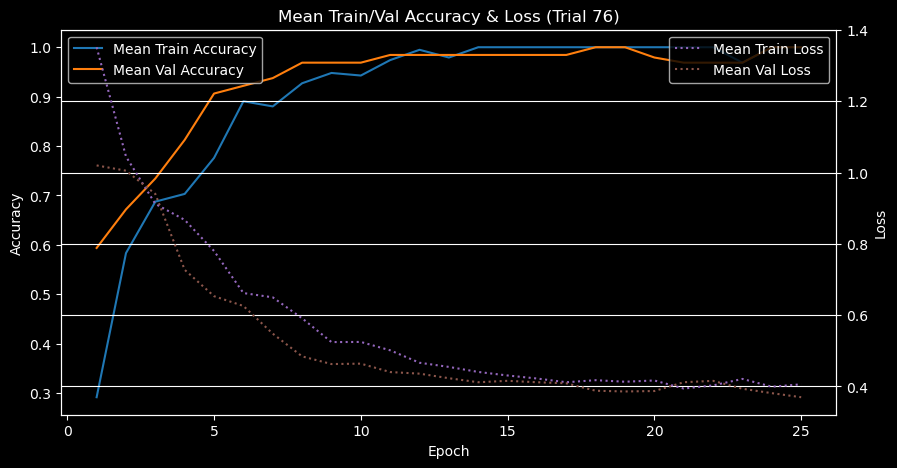 Mean Train/Val Accuracy & Loss (Trial 76)
Mean Train Accuracy
Mean Val Accuracy
Mean Train Loss
Mean Val Loss
1.0
0.9
0.8
0.7
0.6
0.5
0.4
0.3
Accuracy
1.4
1.2
1.0
0.8
0.6
0.4
Loss
0
5
10
15
20
25
Epoch